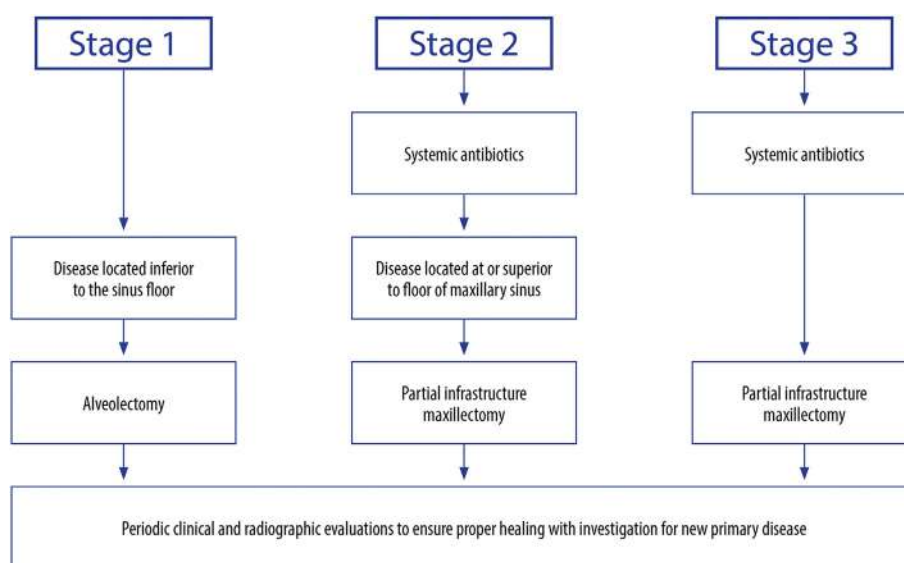 Stage 1
Stage 2
Stage 3
Systemic antibiotics
Systemic antibiotics
Disease located inferior
to the sinus floor
Disease located at or superior
to floor of maxillary sinus
Alveolectomy
Partial infrastructure
maxillectomy
Partial infrastructure
maxillectomy
Periodic clinical and radiographic evaluations to ensure proper healing with investigation for new primary disease